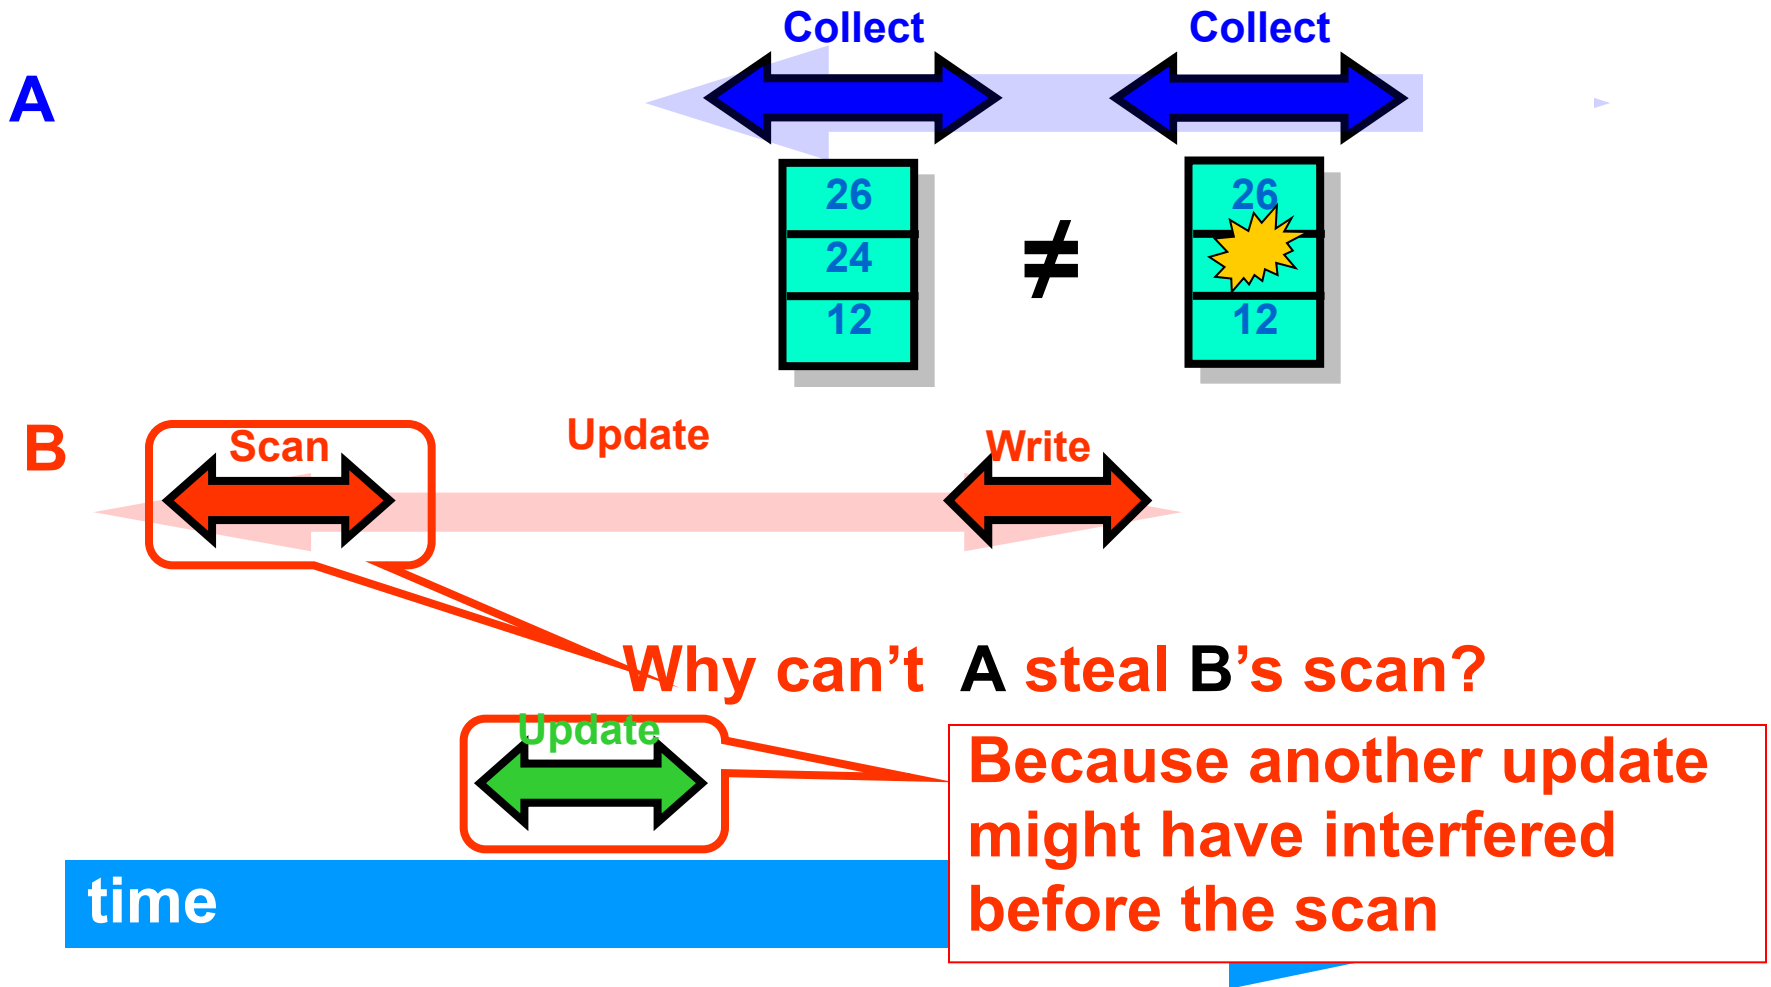 Collect Collect
A
26 26
24 ≠
12 12
B Scan Update Write
Why can’t A steal B’s scan?
Update
Because another update
might have interfered
before the scan
time